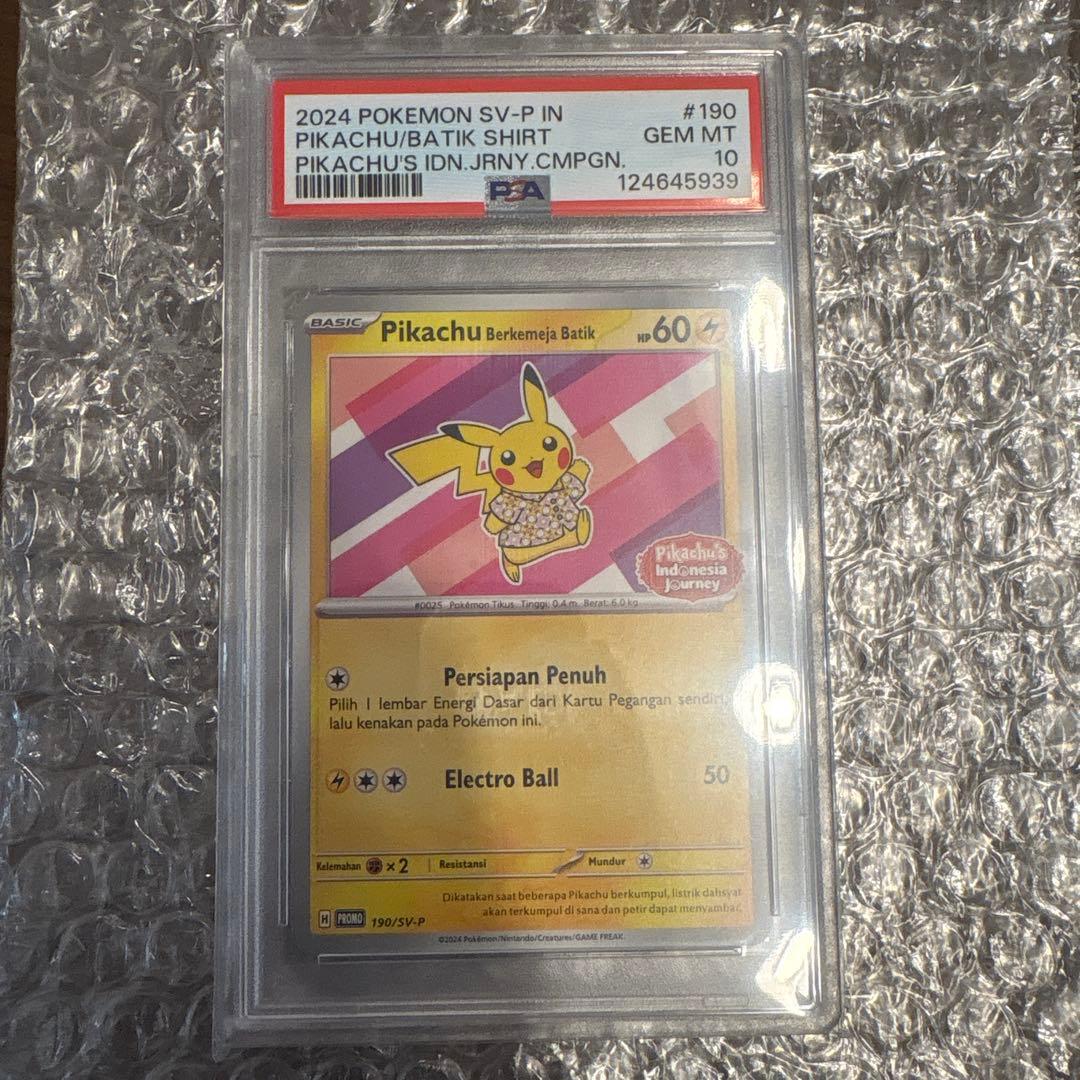 2024 POKEMON SV-P IN #190
PIKACHU/BATIK SHIRT GEM MT
PIKACHU'S IDN.JRNY.CMPGN. 10
PSA 124645939
BASIC Pikachu Berkemeja Batik HP 60
Pikachu's
Indonesia
Journey
#0025 Pokémon Tikus Tinggi: 0.4 m Berat: 6.0 kg
Persiapan Penuh
Pilih 1 lembar Energi Dasar dari Kartu Pegangan sendiri,
lalu kenakan pada Pokémon ini.
Electro Ball 50
Kelemahan ×2 Resistansi Mundur
Dikatakan saat beberapa Pikachu berkumpul, listrik dahsyat
akan terkumpul di sana dan petir dapat menyambar.
H PROMO 190/SV-P
©2024 Pokémon/Nintendo/Creatures/GAME FREAK.